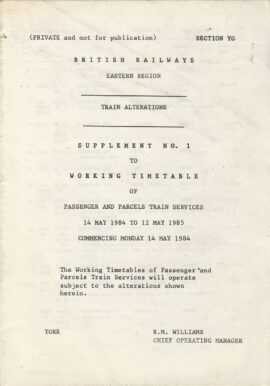 (PRIVATE and not for publication) SECTION YG
BRITISH RAILWAYS
EASTERN REGION
TRAIN ALTERATIONS
SUPPLEMENT NO. 1
TO
WORKING TIMETABLE
OF
PASSENGER AND PARCELS TRAIN SERVICES
14 MAY 1984 TO 12 MAY 1985
COMMENCING MONDAY 14 MAY 1984
The Working Timetables of Passenger and
Parcels Train Services will operate
subject to the alterations shown
herein.
YORK R.M. WILLIAMS
CHIEF OPERATING MANAGER